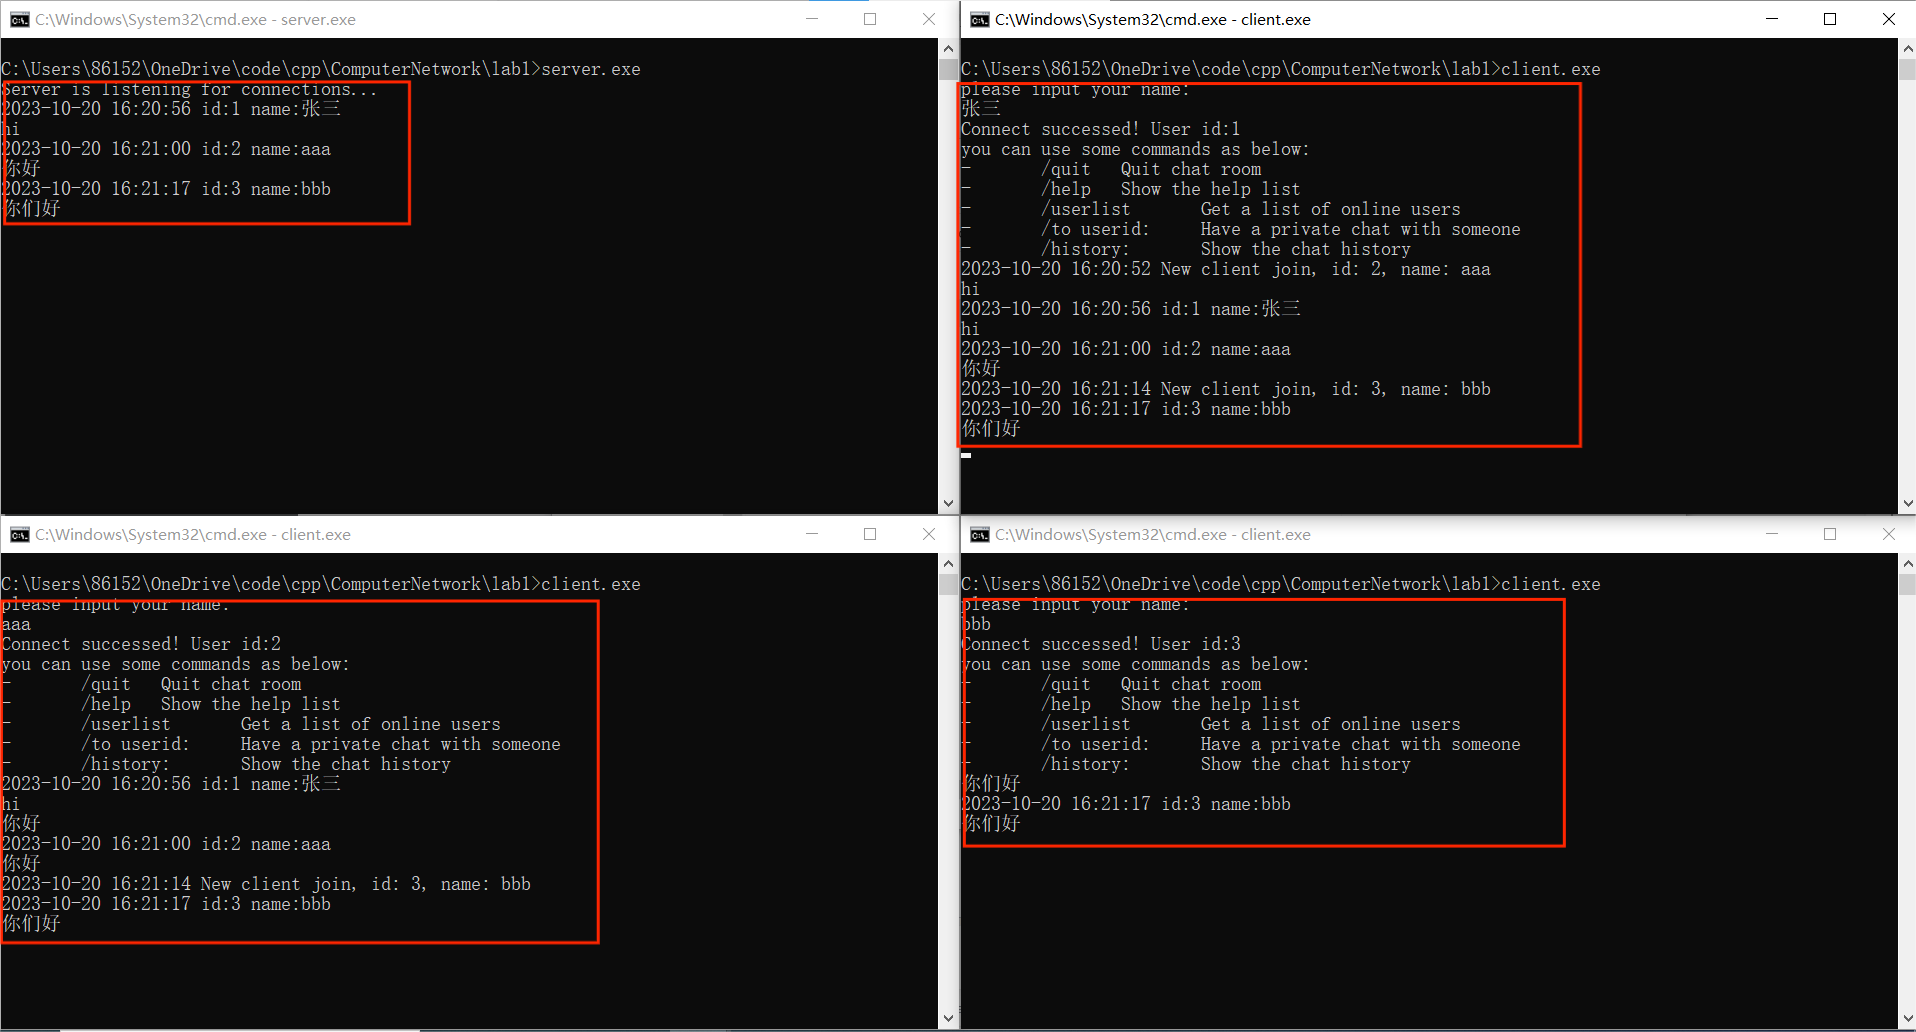 C:\Windows\System32\cmd.exe - server.exe
C:\Users\86152\OneDrive\code\cpp\ComputerNetwork\lab1>server.exe
Server is listening for connections...
2023-10-20 16:20:56 id:1 name:张三
hi
2023-10-20 16:21:00 id:2 name:aaa
你好
2023-10-20 16:21:17 id:3 name:bbb
你们好
C:\Windows\System32\cmd.exe - client.exe
C:\Users\86152\OneDrive\code\cpp\ComputerNetwork\lab1>client.exe
please input your name:
张三
Connect successed! User id:1
you can use some commands as below:
-       /quit   Quit chat room
-       /help   Show the help list
-       /userlist       Get a list of online users
-       /to userid:     Have a private chat with someone
-       /history:       Show the chat history
2023-10-20 16:20:52 New client join, id: 2, name: aaa
hi
2023-10-20 16:20:56 id:1 name:张三
hi
2023-10-20 16:21:00 id:2 name:aaa
你好
2023-10-20 16:21:14 New client join, id: 3, name: bbb
2023-10-20 16:21:17 id:3 name:bbb
你们好
C:\Windows\System32\cmd.exe - client.exe
C:\Users\86152\OneDrive\code\cpp\ComputerNetwork\lab1>client.exe
please input your name:
aaa
Connect successed! User id:2
you can use some commands as below:
-       /quit   Quit chat room
-       /help   Show the help list
-       /userlist       Get a list of online users
-       /to userid:     Have a private chat with someone
-       /history:       Show the chat history
2023-10-20 16:20:56 id:1 name:张三
hi
你好
2023-10-20 16:21:00 id:2 name:aaa
你好
2023-10-20 16:21:14 New client join, id: 3, name: bbb
2023-10-20 16:21:17 id:3 name:bbb
你们好
C:\Windows\System32\cmd.exe - client.exe
C:\Users\86152\OneDrive\code\cpp\ComputerNetwork\lab1>client.exe
please input your name:
bbb
Connect successed! User id:3
you can use some commands as below:
-       /quit   Quit chat room
-       /help   Show the help list
-       /userlist       Get a list of online users
-       /to userid:     Have a private chat with someone
-       /history:       Show the chat history
你们好
2023-10-20 16:21:17 id:3 name:bbb
你们好